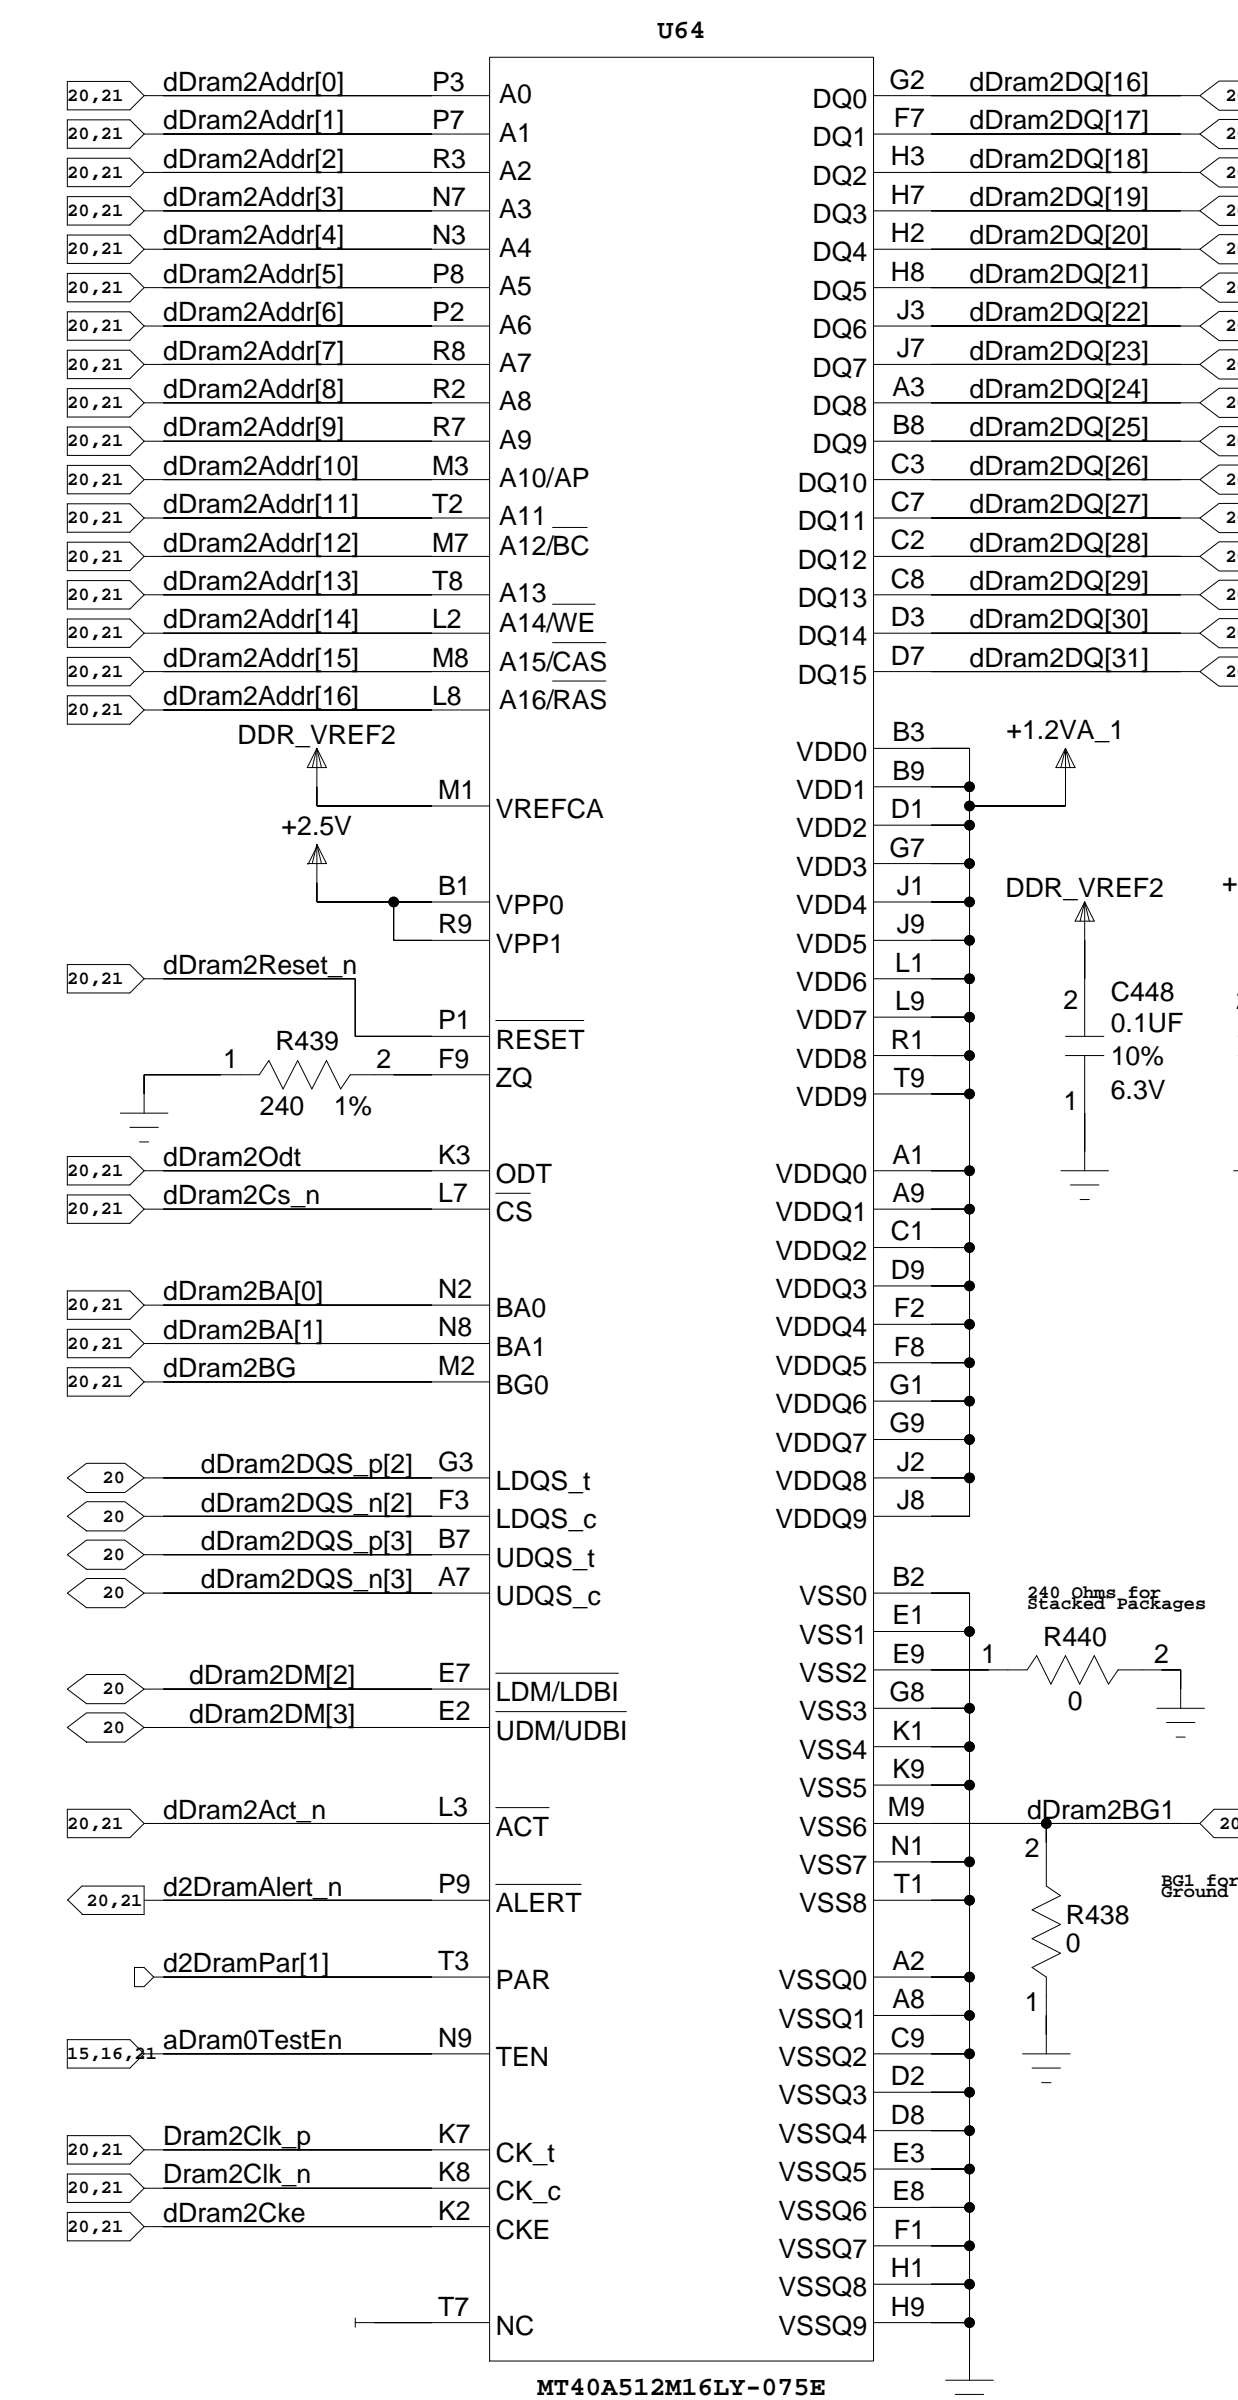 U64
20,21 dDram2Addr[0] P3 A0 DQ0 G2 dDram2DQ[16]
20,21 dDram2Addr[1] P7 A1 DQ1 F7 dDram2DQ[17]
20,21 dDram2Addr[2] R3 A2 DQ2 H3 dDram2DQ[18]
20,21 dDram2Addr[3] N7 A3 DQ3 H7 dDram2DQ[19]
20,21 dDram2Addr[4] N3 A4 DQ4 H2 dDram2DQ[20]
20,21 dDram2Addr[5] P8 A5 DQ5 H8 dDram2DQ[21]
20,21 dDram2Addr[6] P2 A6 DQ6 J3 dDram2DQ[22]
20,21 dDram2Addr[7] R8 A7 DQ7 J7 dDram2DQ[23]
20,21 dDram2Addr[8] R2 A8 DQ8 A3 dDram2DQ[24]
20,21 dDram2Addr[9] R7 A9 DQ9 B8 dDram2DQ[25]
20,21 dDram2Addr[10] M3 A10/AP DQ10 C3 dDram2DQ[26]
20,21 dDram2Addr[11] T2 A11 DQ11 C7 dDram2DQ[27]
20,21 dDram2Addr[12] M7 A12/BC DQ12 C2 dDram2DQ[28]
20,21 dDram2Addr[13] T8 A13 DQ13 C8 dDram2DQ[29]
20,21 dDram2Addr[14] L2 A14/WE DQ14 D3 dDram2DQ[30]
20,21 dDram2Addr[15] M8 A15/CAS DQ15 D7 dDram2DQ[31]
20,21 dDram2Addr[16] L8 A16/RAS
DDR_VREF2 VDD0 B3 +1.2VA_1
VDD1 B9
M1 VREFCA VDD2 D1
+2.5V
VDD3 G7
B1 VPP0 VDD4 J1 DDR_VREF2 +
R9 VPP1 VDD5 J9
20,21 dDram2Reset_n VDD6 L1
VDD7 L9 2 C448
P1 RESET VDD8 R1 0.1UF
1 R439 2 F9 ZQ VDD9 T9 10%
240 1% 1 6.3V
20,21 dDram2Odt K3 ODT VDDQ0 A1
20,21 dDram2Cs_n L7 CS VDDQ1 A9
VDDQ2 C1
VDDQ3 D9
20,21 dDram2BA[0] N2 BA0 VDDQ4 F2
20,21 dDram2BA[1] N8 BA1 VDDQ5 F8
20,21 dDram2BG M2 BG0 VDDQ6 G1
VDDQ7 G9
20 dDram2DQS_p[2] G3 LDQS_t VDDQ8 J2
20 dDram2DQS_n[2] F3 LDQS_c VDDQ9 J8
20 dDram2DQS_p[3] B7 UDQS_t
20 dDram2DQS_n[3] A7 UDQS_c VSS0 B2 240 Ohms for
Stacked Packages
VSS1 E1 R440
20 dDram2DM[2] E7 LDM/LDBI VSS2 E9 1 2
20 dDram2DM[3] E2 UDM/UDBI VSS3 G8 0
VSS4 K1
VSS5 K9
20,21 dDram2Act_n L3 ACT VSS6 M9 dDram2BG1
VSS7 N1 2
20,21 d2DramAlert_n P9 ALERT VSS8 T1 BG1 for
Ground
R438
0
d2DramPar[1] T3 PAR VSSQ0 A2
VSSQ1 A8 1
15,16,21 aDram0TestEn N9 TEN VSSQ2 C9
VSSQ3 D2
20,21 Dram2Clk_p K7 CK_t VSSQ4 D8
20,21 Dram2Clk_n K8 CK_c VSSQ5 E3
20,21 dDram2Cke K2 CKE VSSQ6 E8
VSSQ7 F1
VSSQ8 H1
T7 NC VSSQ9 H9
MT40A512M16LY-075E